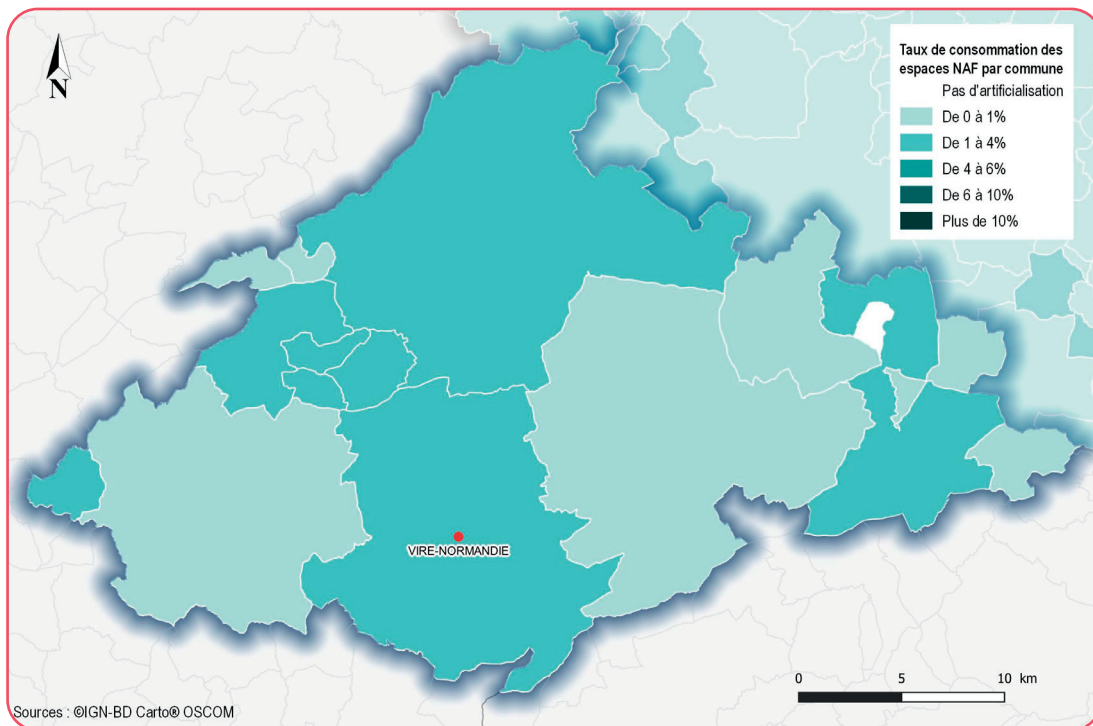 N
Taux de consommation des
espaces NAF par commune
Pas d'artificialisation
De 0 à 1%
De 1 à 4%
De 4 à 6%
De 6 à 10%
Plus de 10%
VIRE-NORMANDIE
0 5 10 km
Sources : ©IGN-BD Carto® OSCOM